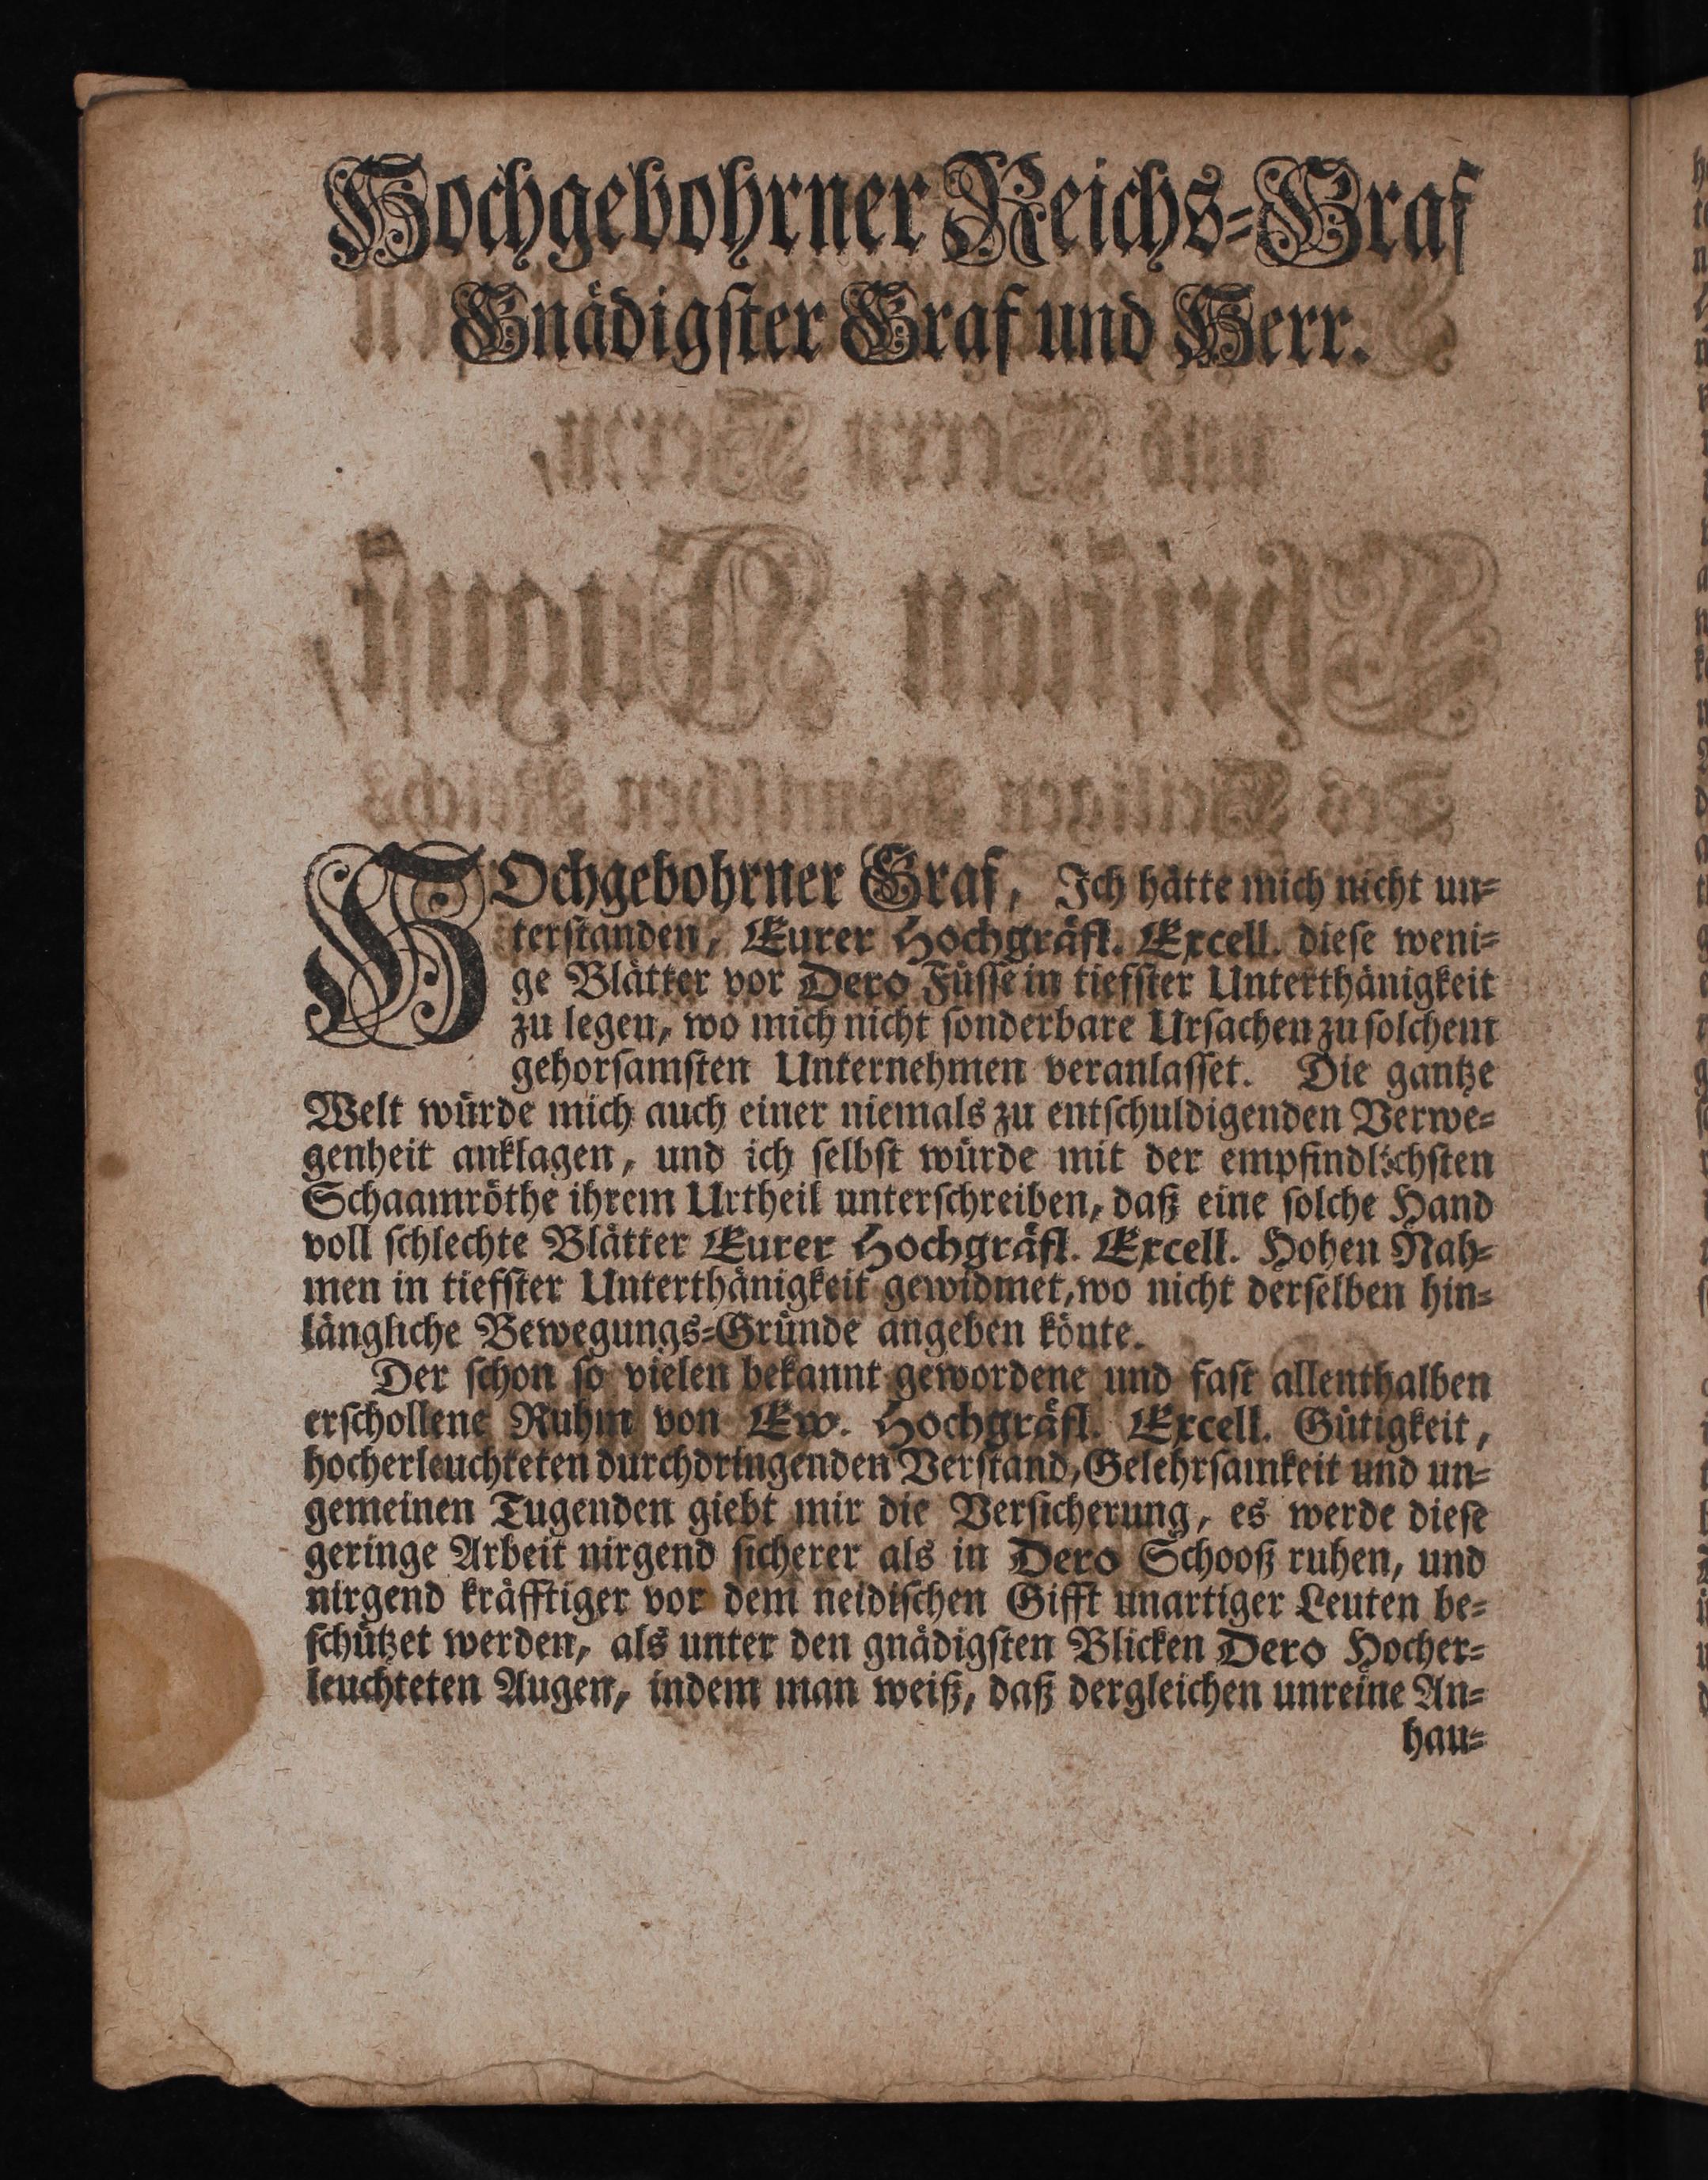 Hochgebohrner Reichs-Graf
Gnädigster Graf und Herr.
HOchgebohrner Graf, Ich hätte mich nicht un-
terstanden, Eurer Hochgräfl. Excell. diese weni-
ge Blätter vor Dero Füsse in tiefster Unterthänigkeit
zu legen, wo mich nicht sonderbare Ursachen zu solchem
gehorsamsten Unternehmen veranlasset. Die gantze
Welt würde mich auch einer niemals zu entschuldigenden Verwe-
genheit anklagen, und ich selbst würde mit der empfindlichsten
Schaamröthe ihrem Urtheil unterschreiben, daß eine solche Hand
voll schlechte Blätter Eurer Hochgräfl. Excell. Hohen Nah-
men in tiefster Unterthänigkeit gewidmet, wo nicht derselben hin-
längliche Bewegungs-Gründe angeben könte.
Der schon so vielen bekannt gewordene und fast allenthalben
erschollene Ruhm von Ew. Hochgräfl. Excell. Gütigkeit,
hocherleuchteten durchdringenden Verstand, Gelehrsamkeit und un-
gemeinen Tugenden giebt mir die Versicherung, es werde diese
geringe Arbeit nirgend sicherer als in Dero Schooß ruhen, und
nirgend kräfftiger vor dem neidischen Gifft unartiger Leuten be-
schützet werden, als unter den gnädigsten Blicken Dero Hocher-
leuchteten Augen, indem man weiß, daß dergleichen unreine An-
hau-